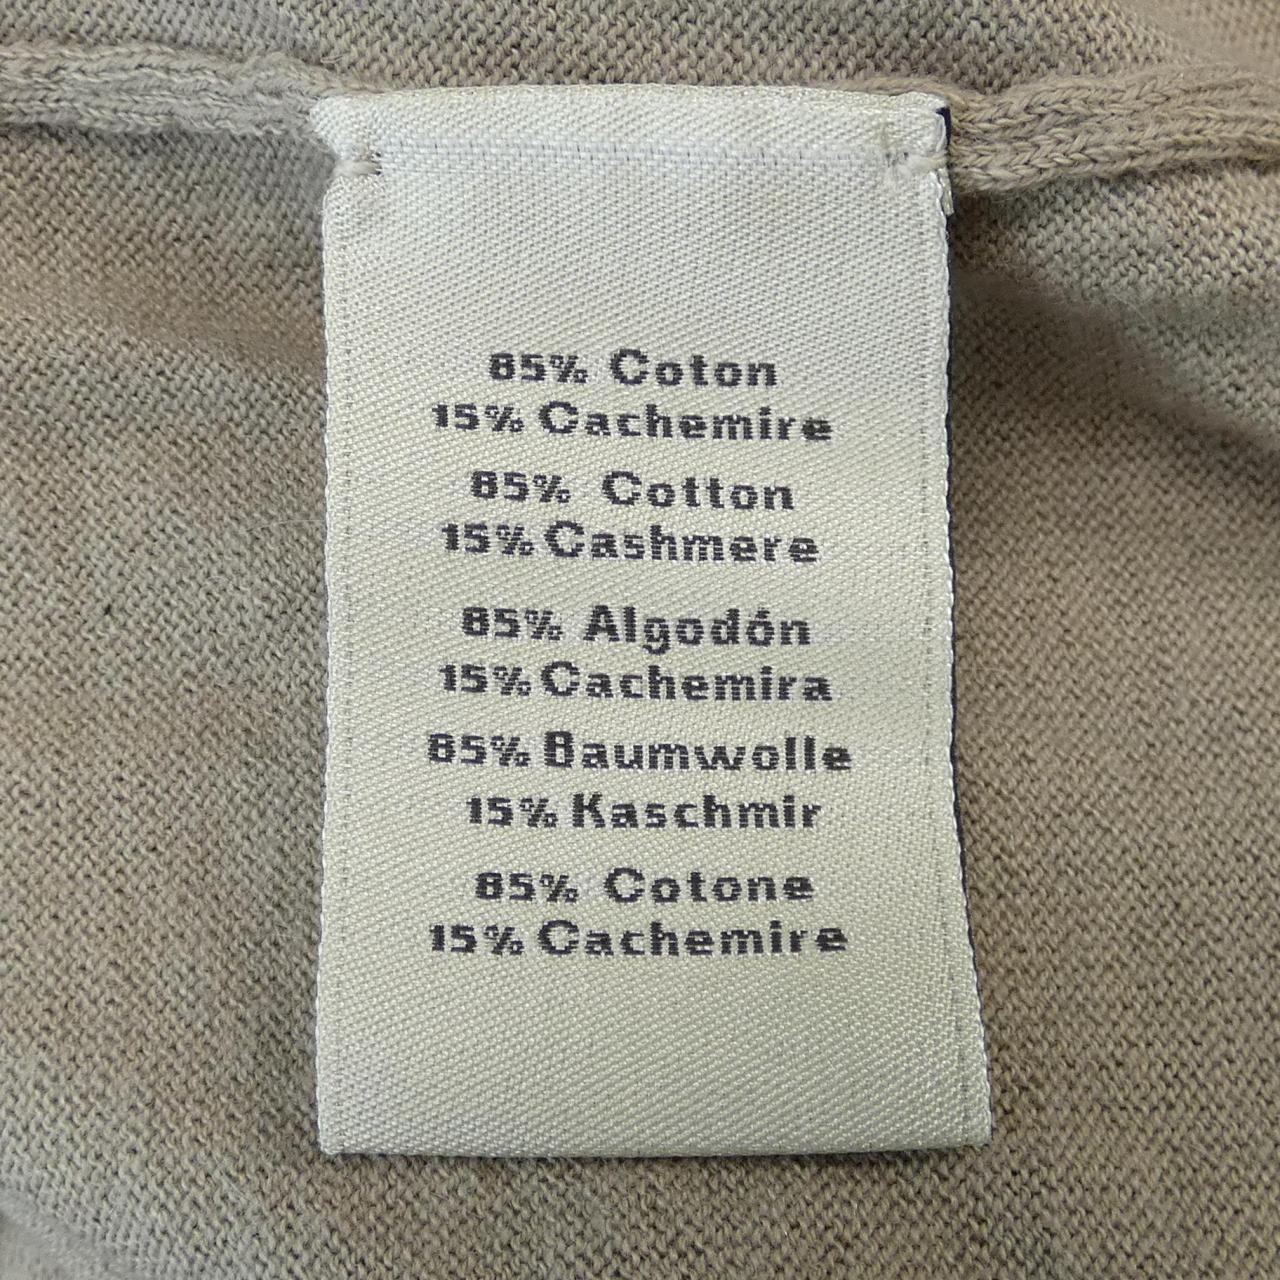 85% Coton
15% Cachemire
85% Cotton
15% Cashmere
85% Algodón
15% Cachemira
85% Baumwolle
15% Kaschmir
85% Cotone
15% Cachemire